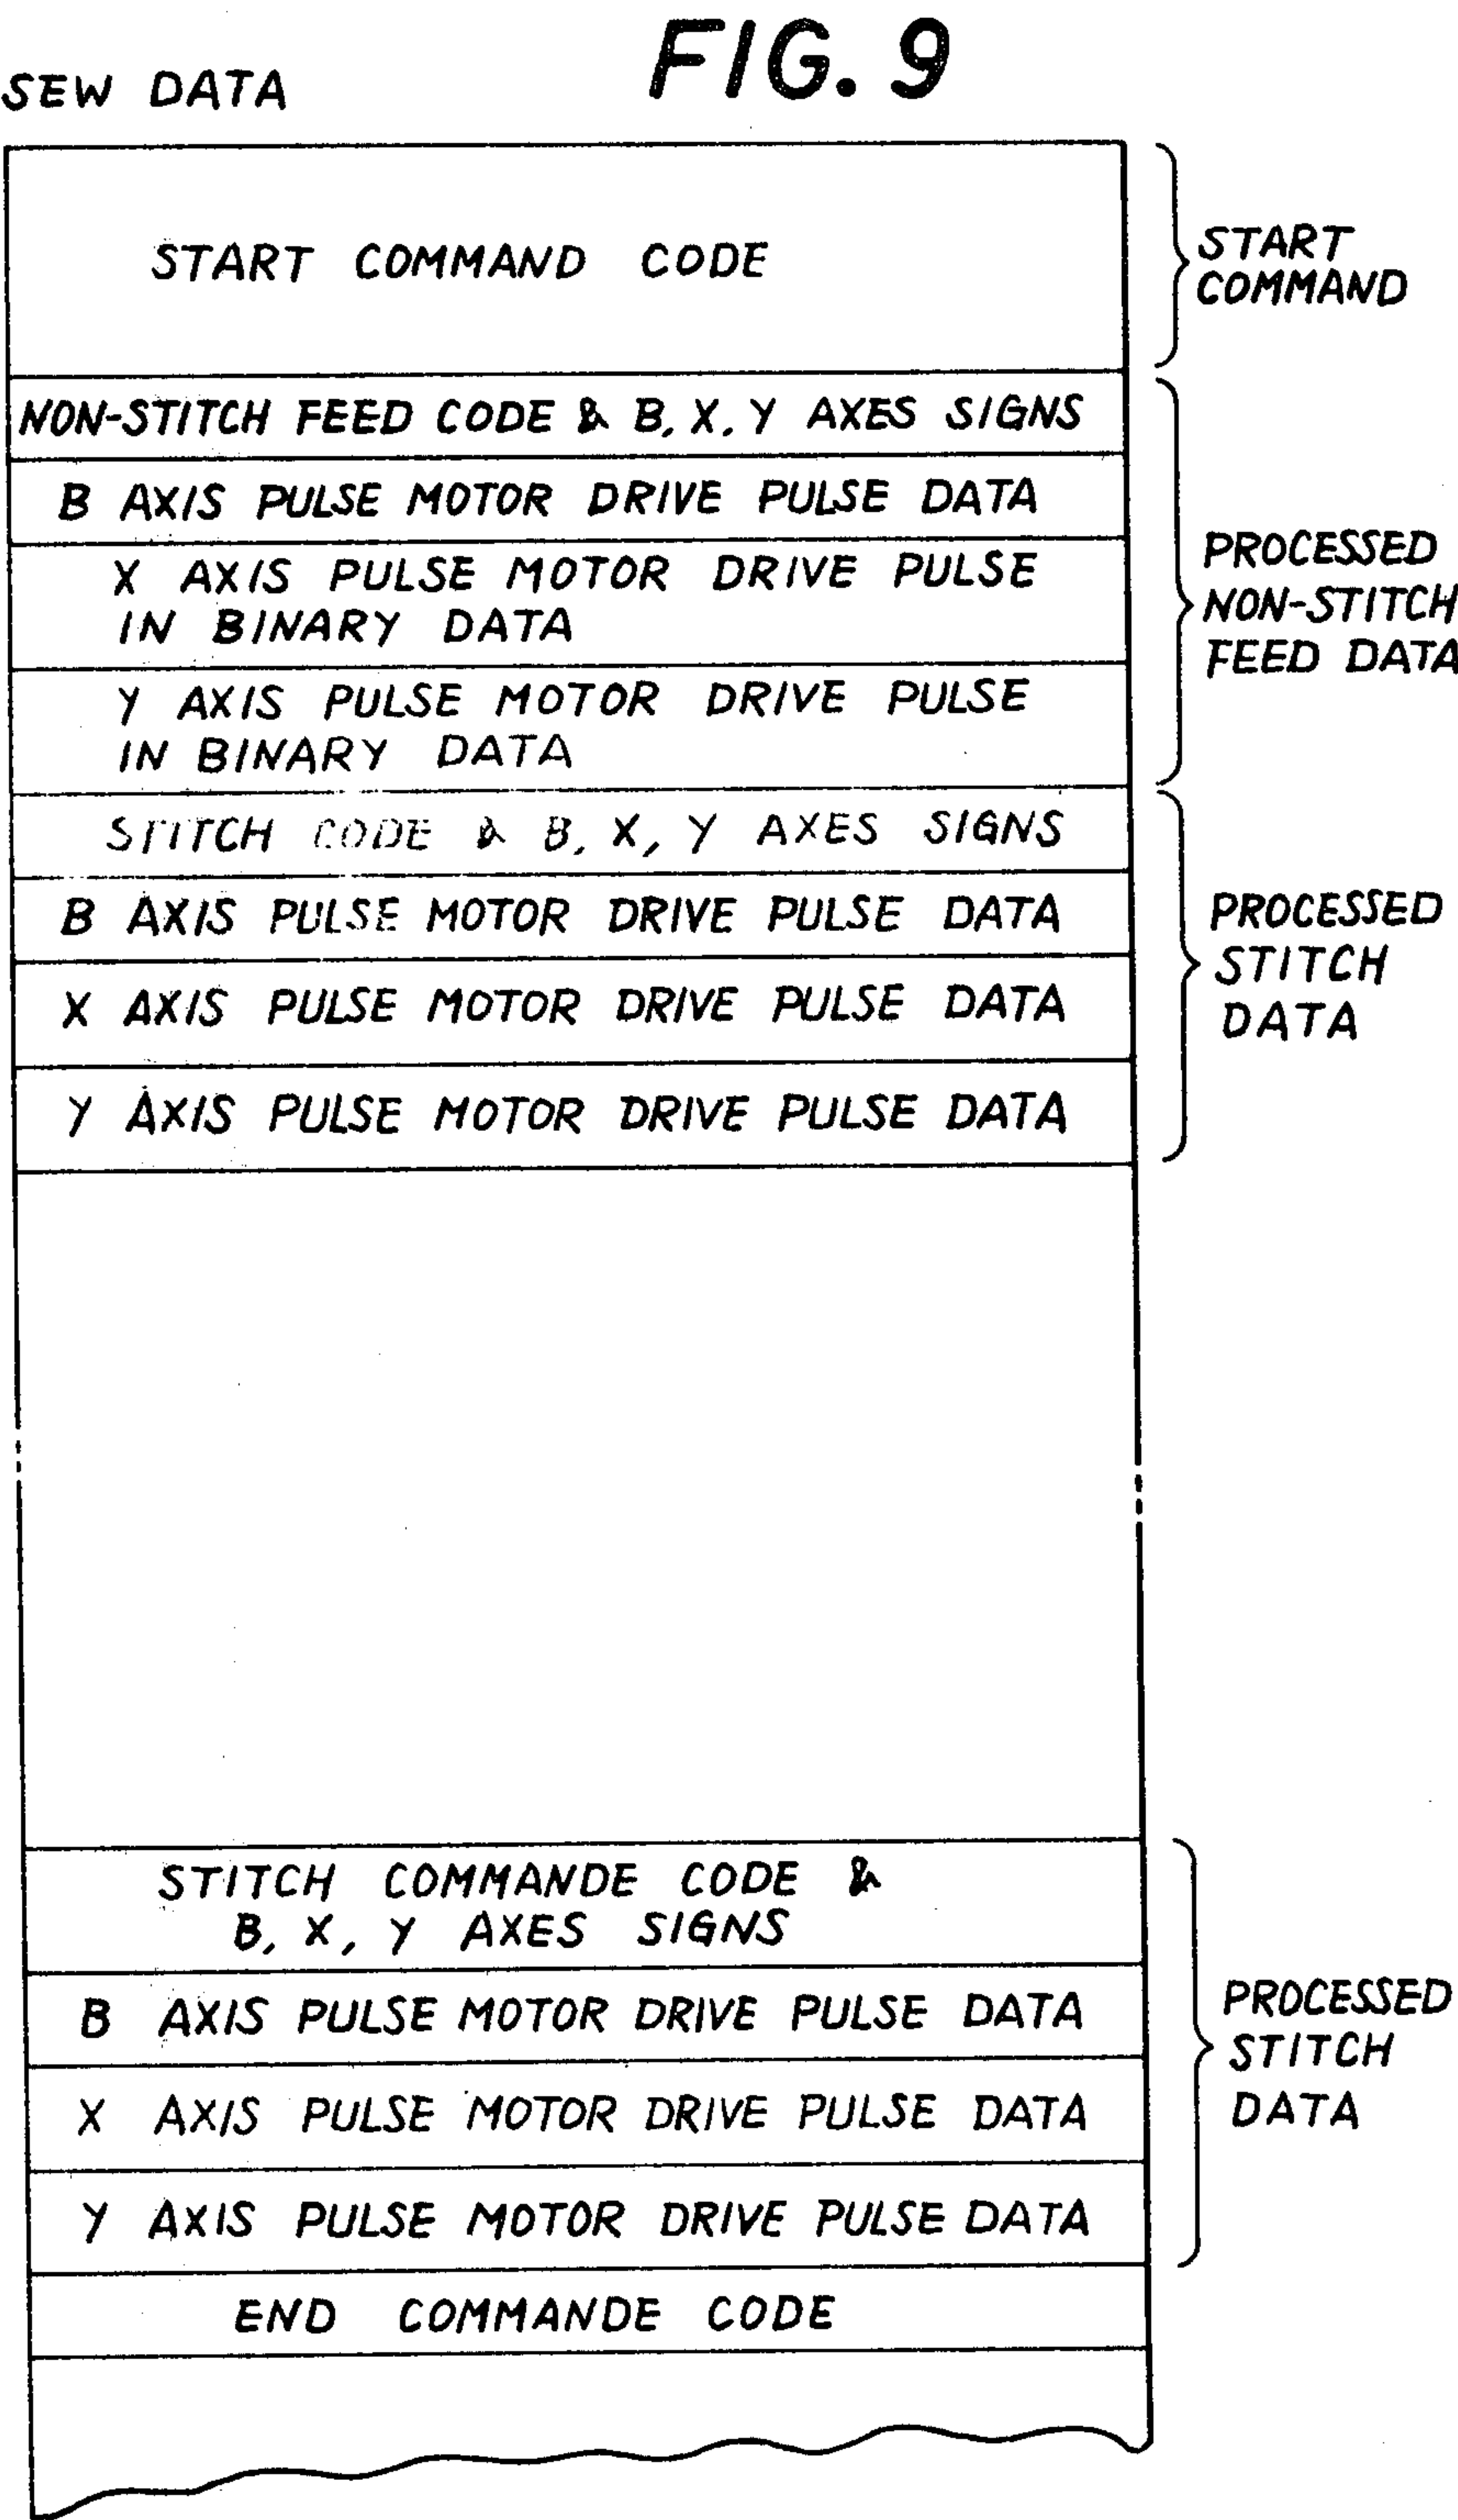 FIG. 9
SEW DATA
START COMMAND CODE
START
COMMAND
NON-STITCH FEED CODE & B, X, Y AXES SIGNS
B AXIS PULSE MOTOR DRIVE PULSE DATA
X AXIS PULSE MOTOR DRIVE PULSE
IN BINARY DATA
Y AXIS PULSE MOTOR DRIVE PULSE
IN BINARY DATA
PROCESSED
NON-STITCH
FEED DATA
STITCH CODE & B, X, Y AXES SIGNS
B AXIS PULSE MOTOR DRIVE PULSE DATA
X AXIS PULSE MOTOR DRIVE PULSE DATA
Y AXIS PULSE MOTOR DRIVE PULSE DATA
PROCESSED
STITCH
DATA
STITCH COMMANDE CODE &
B, X, Y AXES SIGNS
B AXIS PULSE MOTOR DRIVE PULSE DATA
X AXIS PULSE MOTOR DRIVE PULSE DATA
Y AXIS PULSE MOTOR DRIVE PULSE DATA
PROCESSED
STITCH
DATA
END COMMANDE CODE